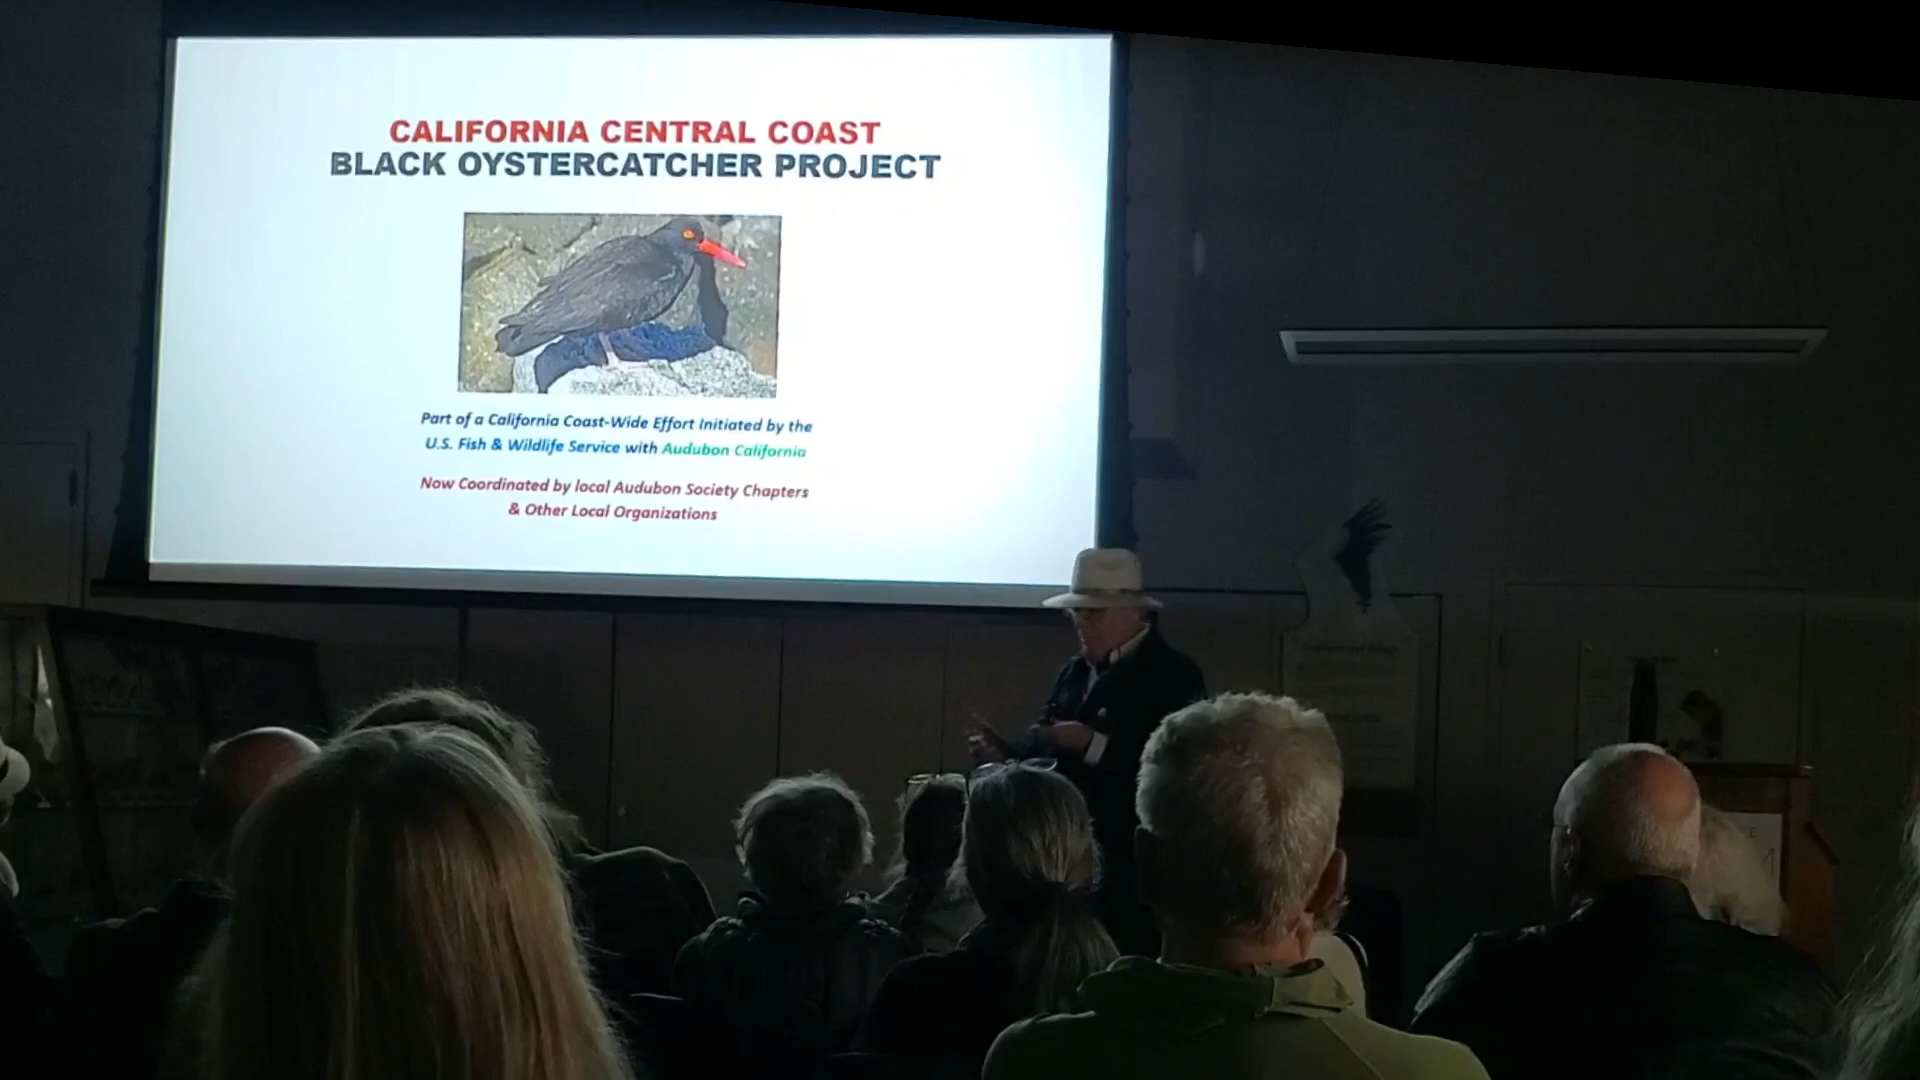 CALIFORNIA CENTRAL COAST
BLACK OYSTERCATCHER PROJECT
Part of a California Coast-Wide Effort Initiated by the
U.S. Fish & Wildlife Service with Audubon California
Now Coordinated by local Audubon Society Chapters
& Other Local Organizations